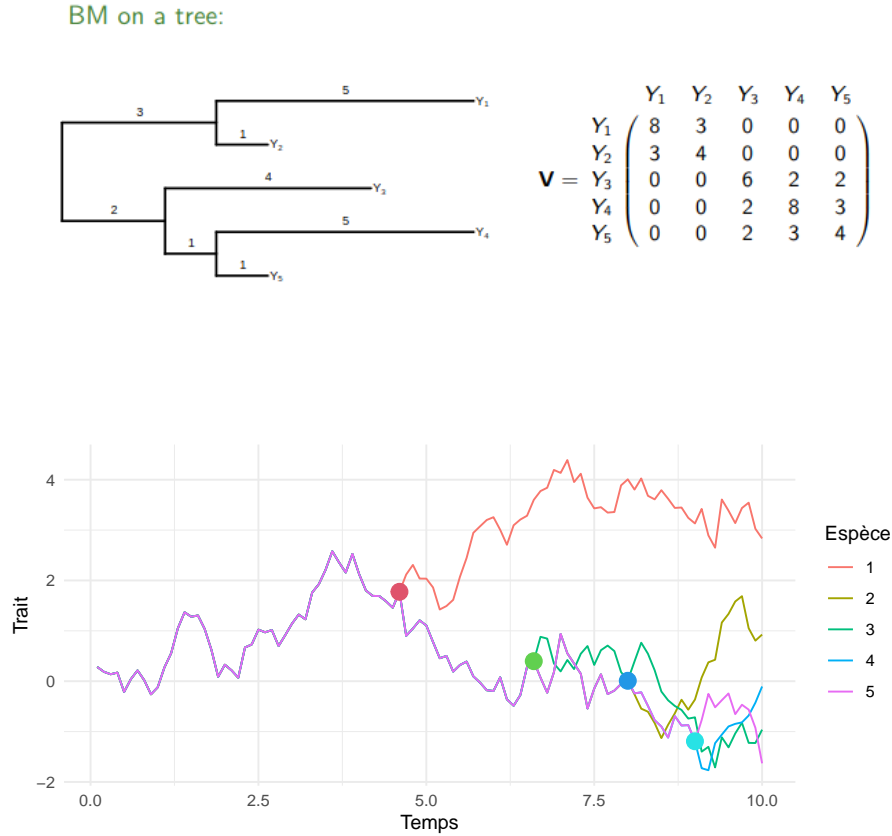 BM on a tree:
3
5
Y1
1
Y2
2
4
Y3
1
5
Y4
1
Y5
Y1 Y2 Y3 Y4 Y5
Y1 8 3 0 0 0
Y2 3 4 0 0 0
V = Y3 0 0 6 2 2
Y4 0 0 2 8 3
Y5 0 0 2 3 4
Trait
4
2
0
−2
0.0 2.5 5.0 7.5 10.0
Temps
Espèce
1
2
3
4
5